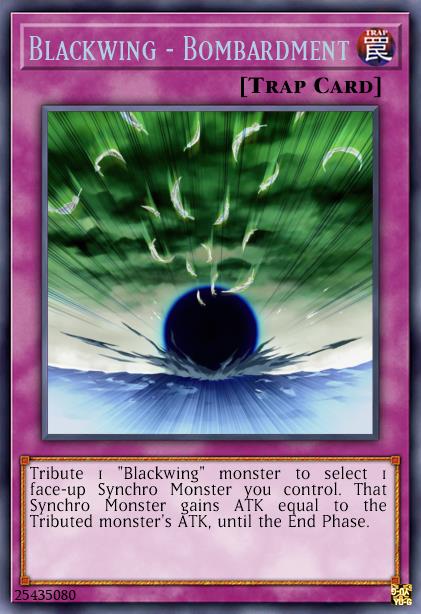 Blackwing - Bombardment
TRAP
罠
[Trap Card]
Tribute 1 "Blackwing" monster to select 1
face-up Synchro Monster you control. That
Synchro Monster gains ATK equal to the
Tributed monster's ATK, until the End Phase.
25435080